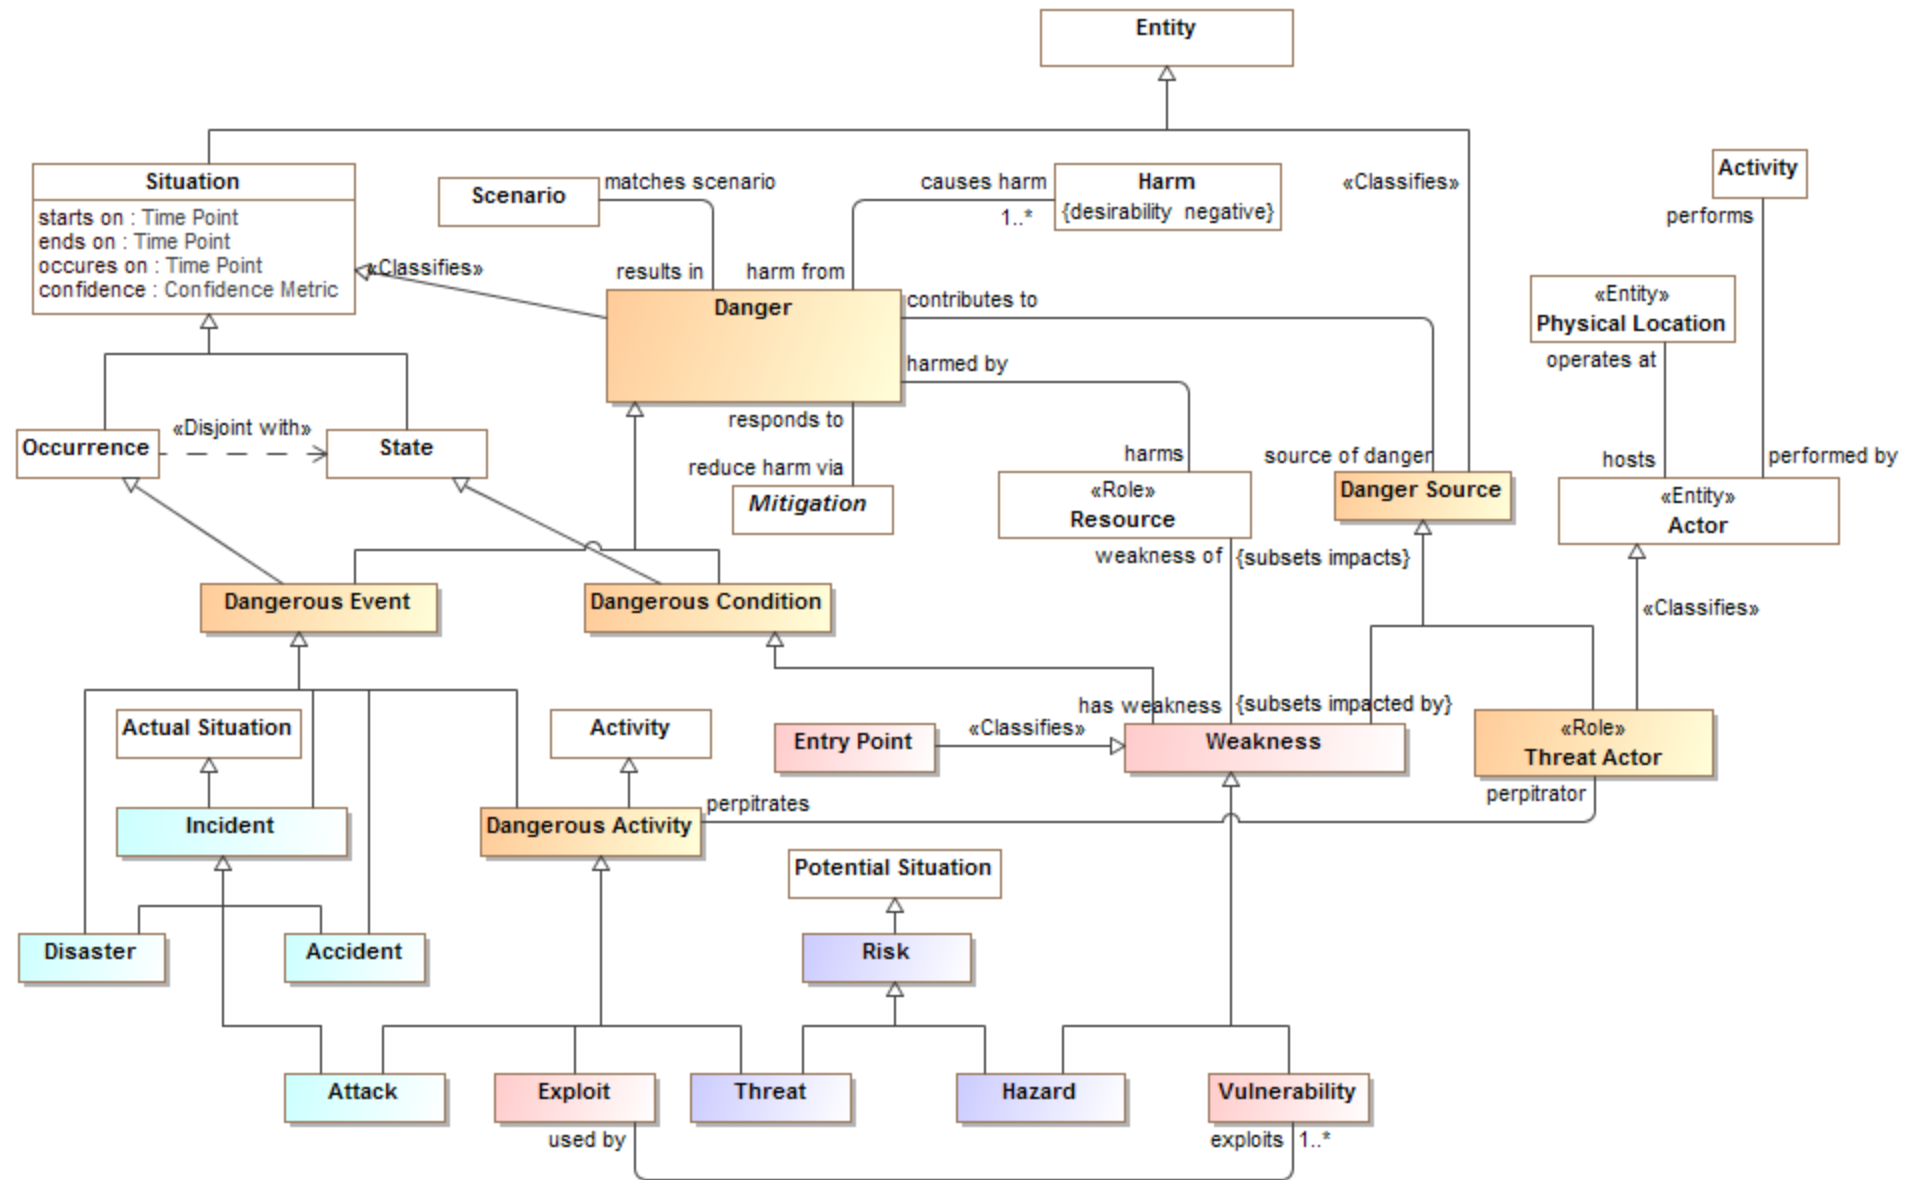 Entity
Situation
starts on : Time Point
ends on : Time Point
occures on : Time Point
confidence : Confidence Metric
Scenario
matches scenario
causes harm
1..*
Harm
{desirability  negative}
«Classifies»
Activity
performs
«Classifies»
results in
harm from
Danger
contributes to
harmed by
«Entity»
Physical Location
operates at
Occurrence
«Disjoint with»
State
responds to
reduce harm via
Mitigation
harms
source of danger
hosts
performed by
«Role»
Resource
Danger Source
«Entity»
Actor
weakness of
{subsets impacts}
Dangerous Event
Dangerous Condition
«Classifies»
Actual Situation
Activity
Entry Point
«Classifies»
has weakness
{subsets impacted by}
Weakness
«Role»
Threat Actor
perpitrator
Incident
Dangerous Activity
perpitrates
Potential Situation
Disaster
Accident
Risk
Attack
Exploit
Threat
Hazard
Vulnerability
used by
exploits
1..*